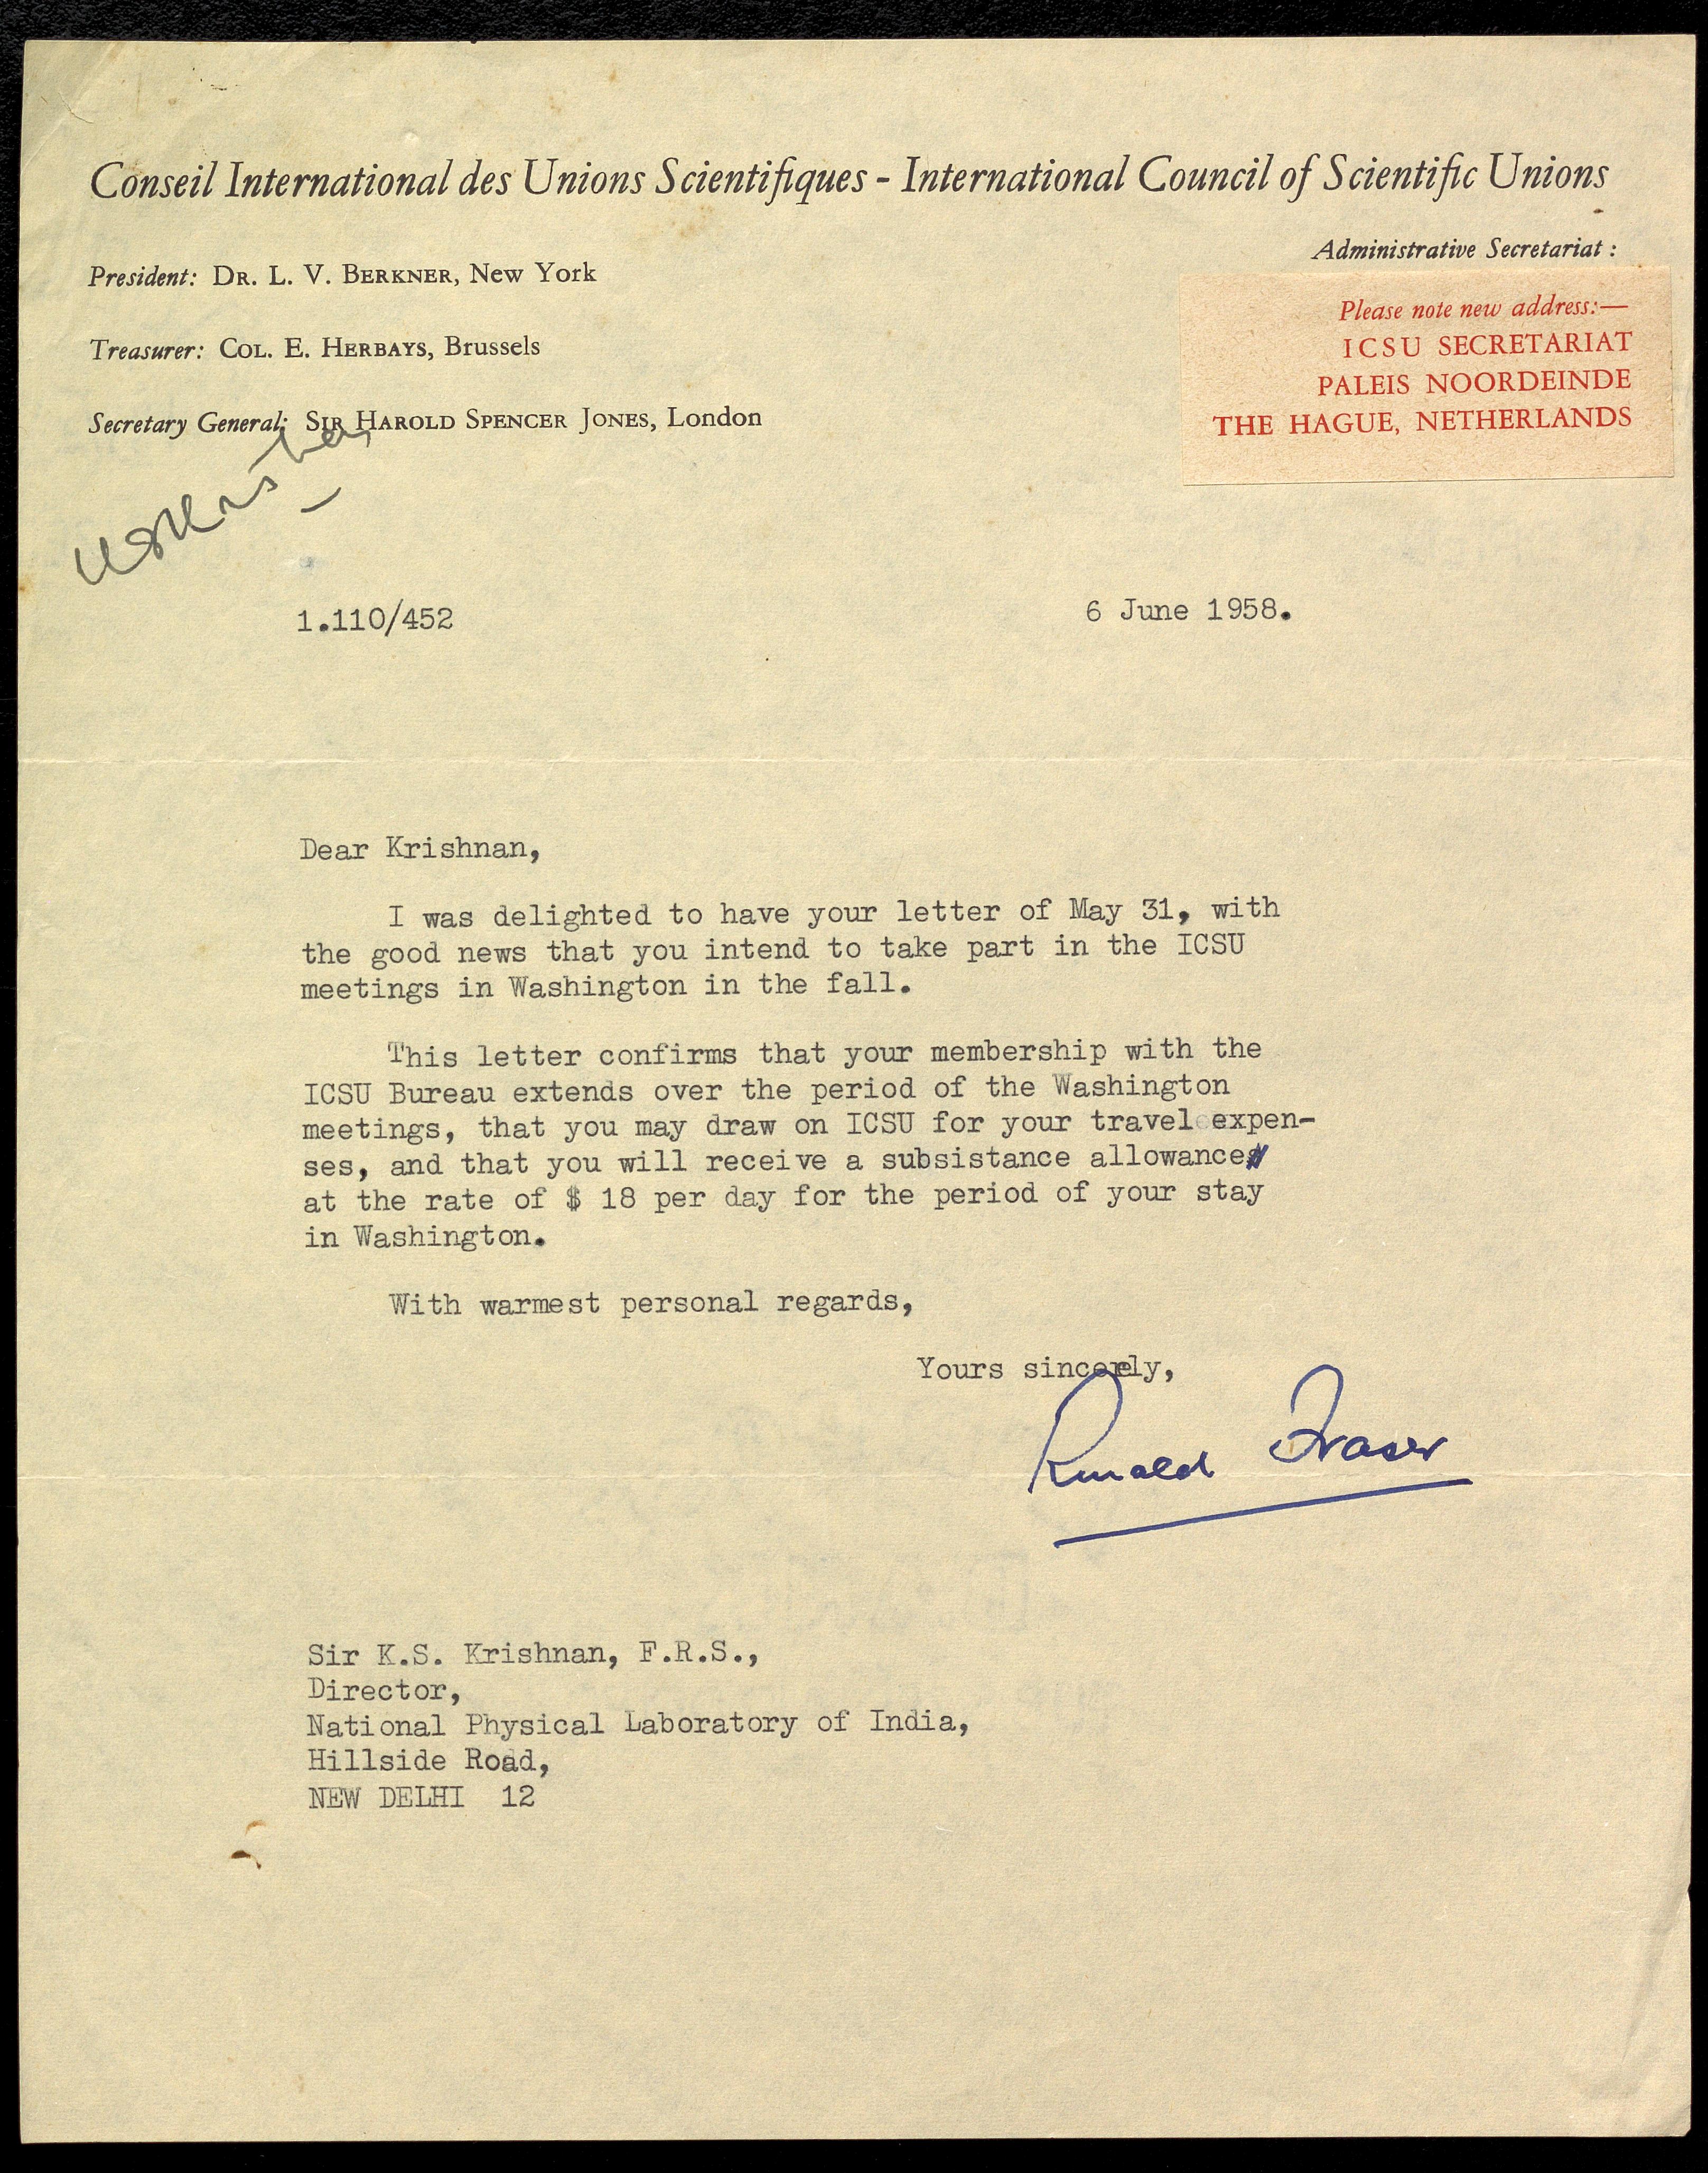 Conseil International des Unions Scientifiques - International Council of Scientific Unions
President: DR. L. V. BERKNER, New York
Treasurer: COL. E. HERBAYS, Brussels
Secretary General: SIR HAROLD SPENCER JONES, London
Administrative Secretariat :
Please note new address:—
ICSU SECRETARIAT
PALEIS NOORDEINDE
THE HAGUE, NETHERLANDS
1.110/452
6 June 1958.
Dear Krishnan,
I was delighted to have your letter of May 31, with
the good news that you intend to take part in the ICSU
meetings in Washington in the fall.
This letter confirms that your membership with the
ICSU Bureau extends over the period of the Washington
meetings, that you may draw on ICSU for your travel expen-
ses, and that you will receive a subsistance allowance
at the rate of $ 18 per day for the period of your stay
in Washington.
With warmest personal regards,
Yours sincerely,
Ronald Fraser
Sir K.S. Krishnan, F.R.S.,
Director,
National Physical Laboratory of India,
Hillside Road,
NEW DELHI 12